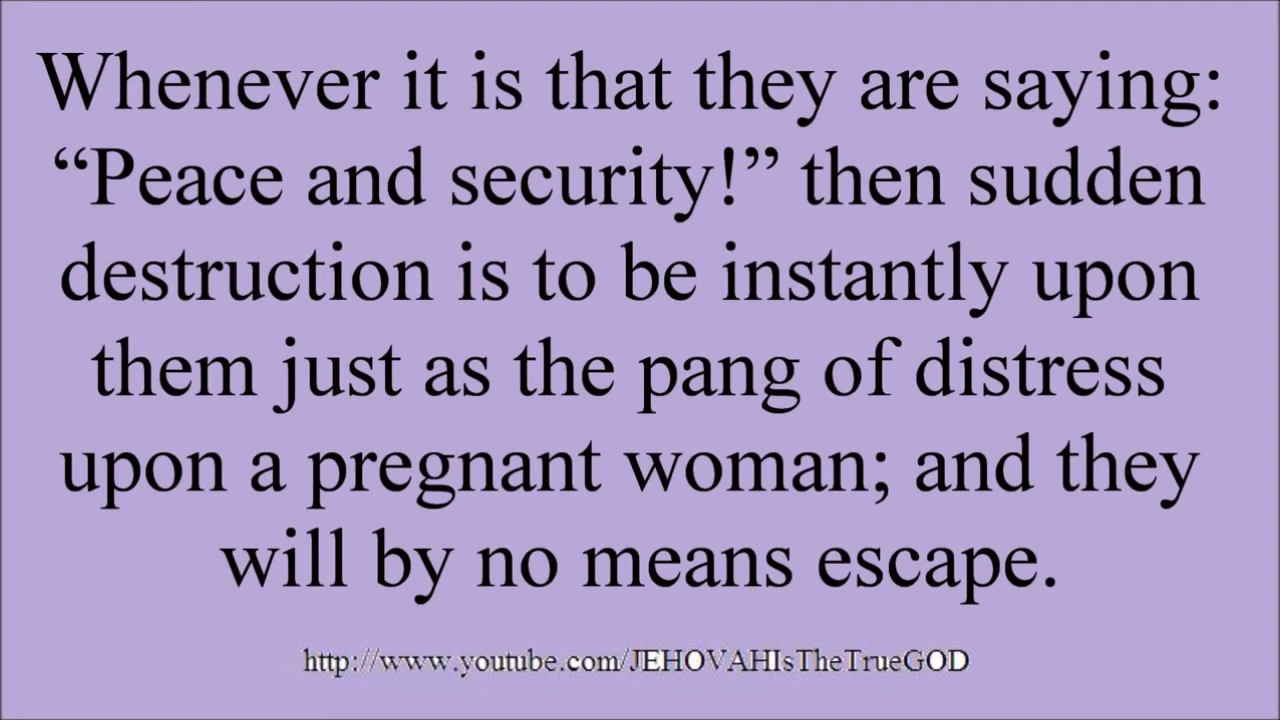 Whenever it is that they are saying:
“Peace and security!” then sudden
destruction is to be instantly upon
them just as the pang of distress
upon a pregnant woman; and they
will by no means escape.
http://www.youtube.com/JEHOVAHIsTheTrueGOD